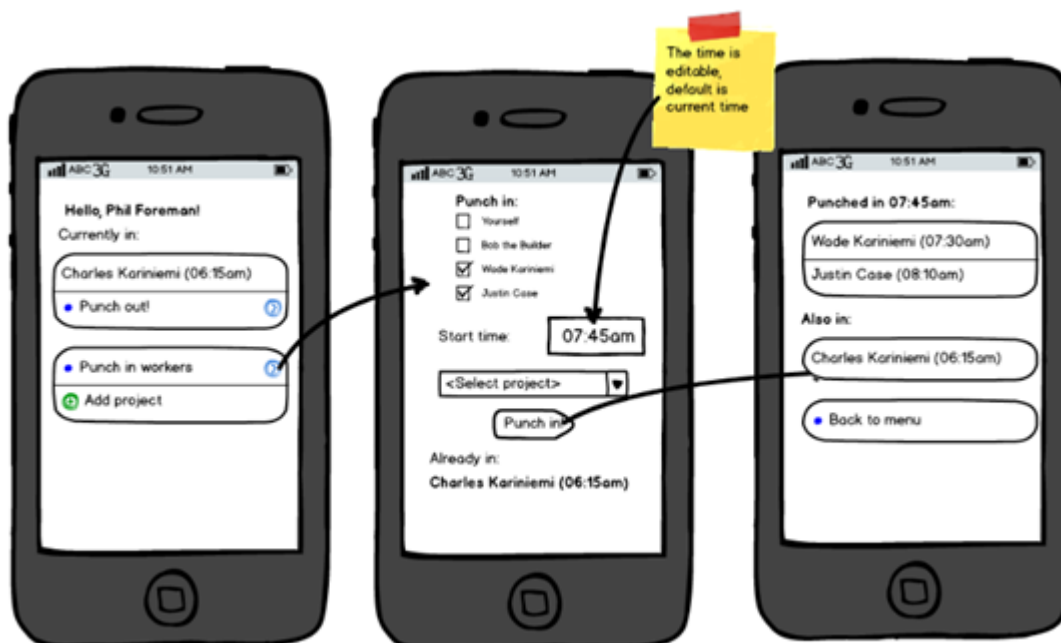 The time is
editable,
default is
current time
ABC 3G 10:51 AM
Hello, Phil Foreman!
Currently in:
Charles Kariniemi (06:15am)
Punch out!
Punch in workers
Add project
ABC 3G 10:51 AM
Punch in:
Yourself
Bob the Builder
Wade Kariniemi
Justin Case
Start time: 07:45am
<Select project>
Punch in!
Already in:
Charles Kariniemi (06:15am)
ABC 3G 10:51 AM
Punched in 07:45am:
Wade Kariniemi (07:30am)
Justin Case (08:10am)
Also in:
Charles Kariniemi (06:15am)
Back to menu